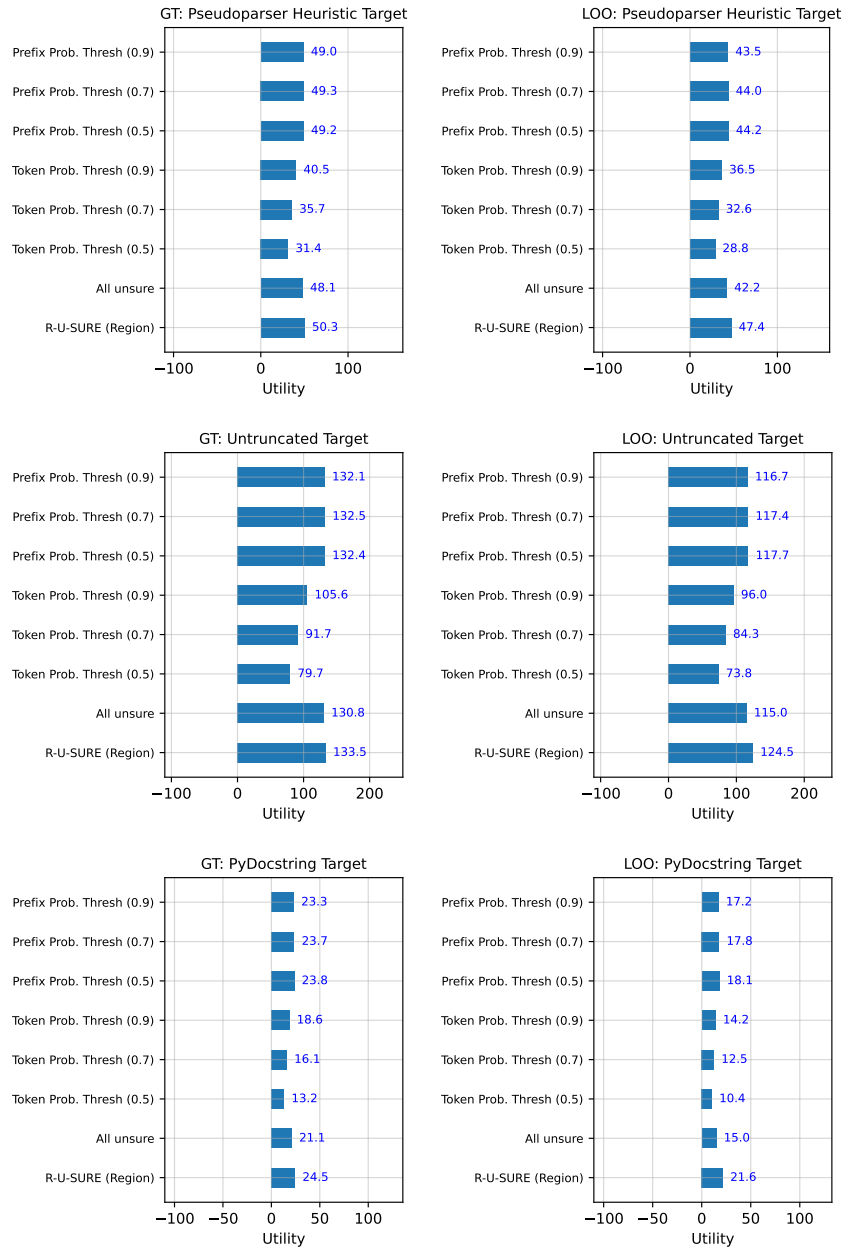 GT: Pseudoparser Heuristic Target
Prefix Prob. Thresh (0.9) 49.0
Prefix Prob. Thresh (0.7) 49.3
Prefix Prob. Thresh (0.5) 49.2
Token Prob. Thresh (0.9) 40.5
Token Prob. Thresh (0.7) 35.7
Token Prob. Thresh (0.5) 31.4
All unsure 48.1
R-U-SURE (Region) 50.3
−100 0 100
Utility
LOO: Pseudoparser Heuristic Target
Prefix Prob. Thresh (0.9) 43.5
Prefix Prob. Thresh (0.7) 44.0
Prefix Prob. Thresh (0.5) 44.2
Token Prob. Thresh (0.9) 36.5
Token Prob. Thresh (0.7) 32.6
Token Prob. Thresh (0.5) 28.8
All unsure 42.2
R-U-SURE (Region) 47.4
−100 0 100
Utility
GT: Untruncated Target
Prefix Prob. Thresh (0.9) 132.1
Prefix Prob. Thresh (0.7) 132.5
Prefix Prob. Thresh (0.5) 132.4
Token Prob. Thresh (0.9) 105.6
Token Prob. Thresh (0.7) 91.7
Token Prob. Thresh (0.5) 79.7
All unsure 130.8
R-U-SURE (Region) 133.5
−100 0 100 200
Utility
LOO: Untruncated Target
Prefix Prob. Thresh (0.9) 116.7
Prefix Prob. Thresh (0.7) 117.4
Prefix Prob. Thresh (0.5) 117.7
Token Prob. Thresh (0.9) 96.0
Token Prob. Thresh (0.7) 84.3
Token Prob. Thresh (0.5) 73.8
All unsure 115.0
R-U-SURE (Region) 124.5
−100 0 100 200
Utility
GT: PyDocstring Target
Prefix Prob. Thresh (0.9) 23.3
Prefix Prob. Thresh (0.7) 23.7
Prefix Prob. Thresh (0.5) 23.8
Token Prob. Thresh (0.9) 18.6
Token Prob. Thresh (0.7) 16.1
Token Prob. Thresh (0.5) 13.2
All unsure 21.1
R-U-SURE (Region) 24.5
−100 −50 0 50 100
Utility
LOO: PyDocstring Target
Prefix Prob. Thresh (0.9) 17.2
Prefix Prob. Thresh (0.7) 17.8
Prefix Prob. Thresh (0.5) 18.1
Token Prob. Thresh (0.9) 14.2
Token Prob. Thresh (0.7) 12.5
Token Prob. Thresh (0.5) 10.4
All unsure 15.0
R-U-SURE (Region) 21.6
−100 −50 0 50 100
Utility